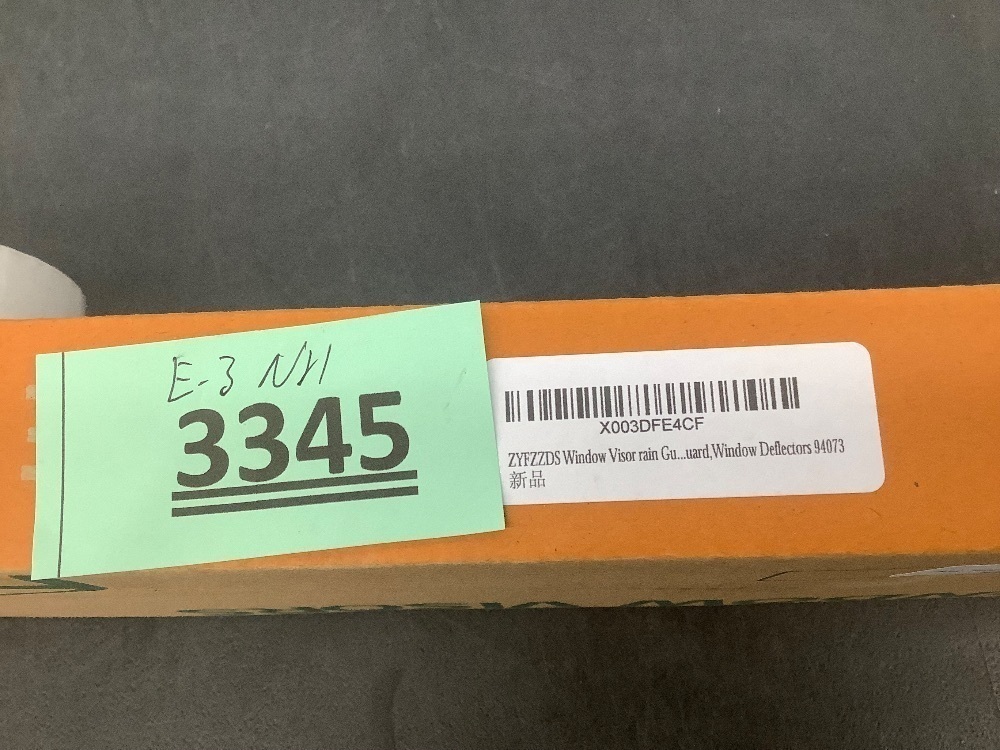 E-3 NH
3345
X003DFE4CF
ZYFZZDS Window Visor rain Gu...uard,Window Deflectors 94073
新品